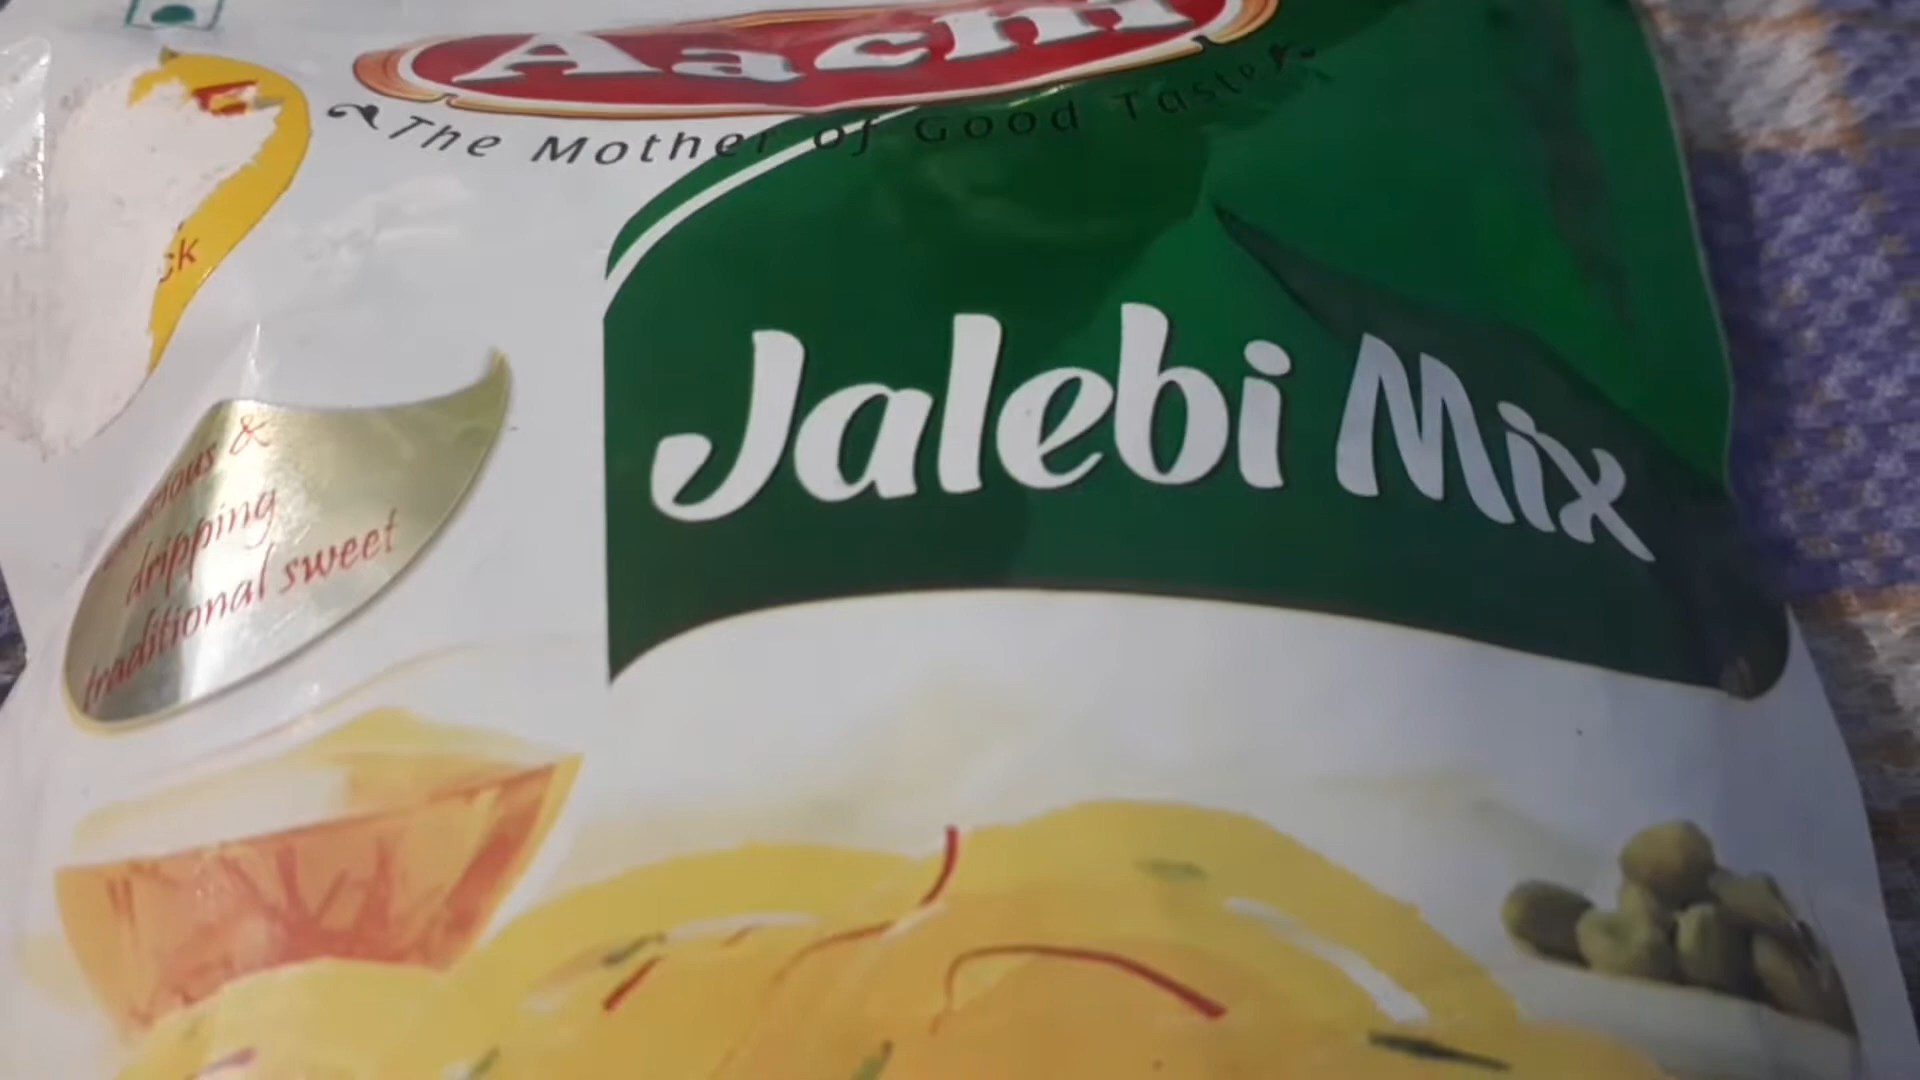 Aachi
The Mother of Good Taste
Jalebi Mix
&
dripping
traditional sweet